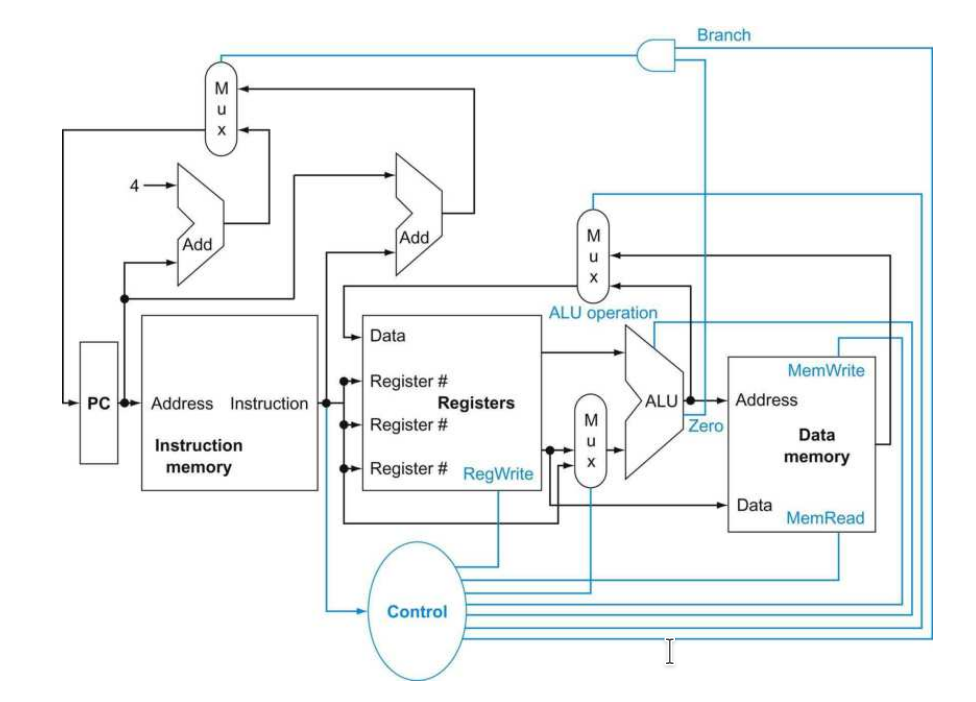 Branch
M
u
x
4
Add
Add
M
u
x
ALU operation
Data
Register #
Registers
Register #
Register #
RegWrite
PC
Address
Instruction
Instruction
memory
M
u
x
ALU
Zero
MemWrite
Address
Data
memory
Data
MemRead
Control